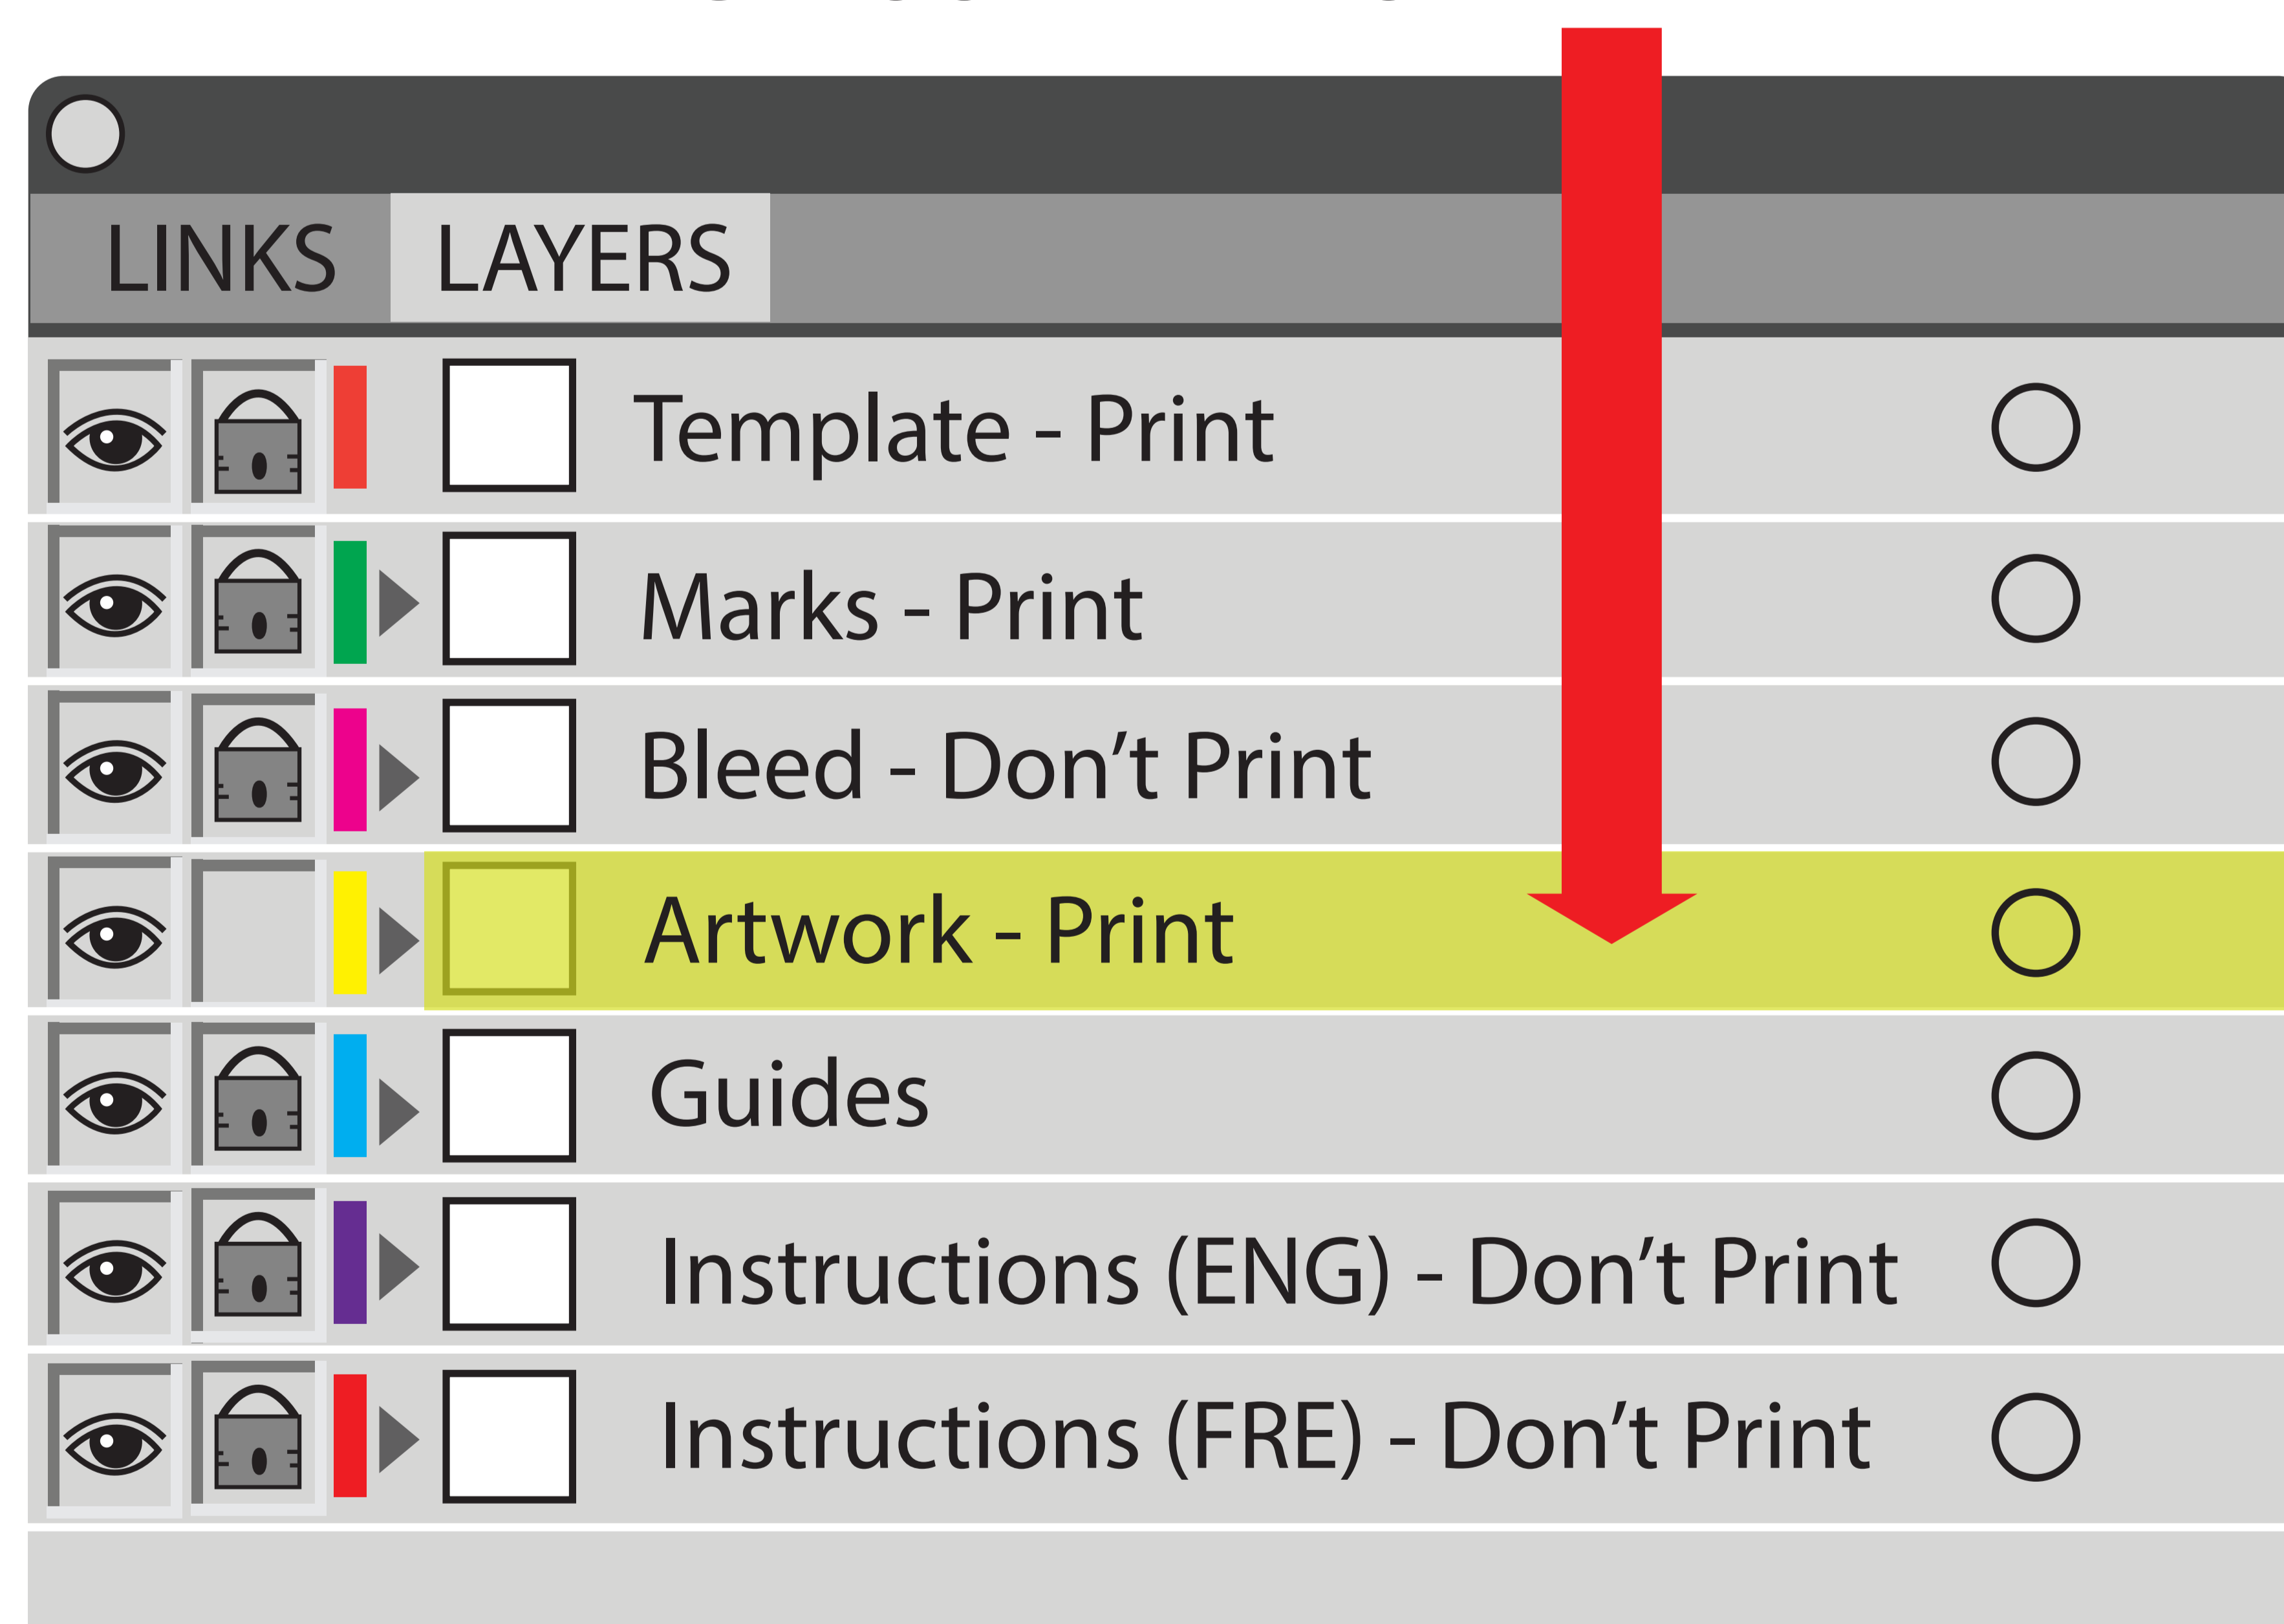 LINKS LAYERS
Template - Print
Marks - Print
Bleed - Don't Print
Artwork - Print
Guides
Instructions (ENG) - Don't Print
Instructions (FRE) - Don't Print